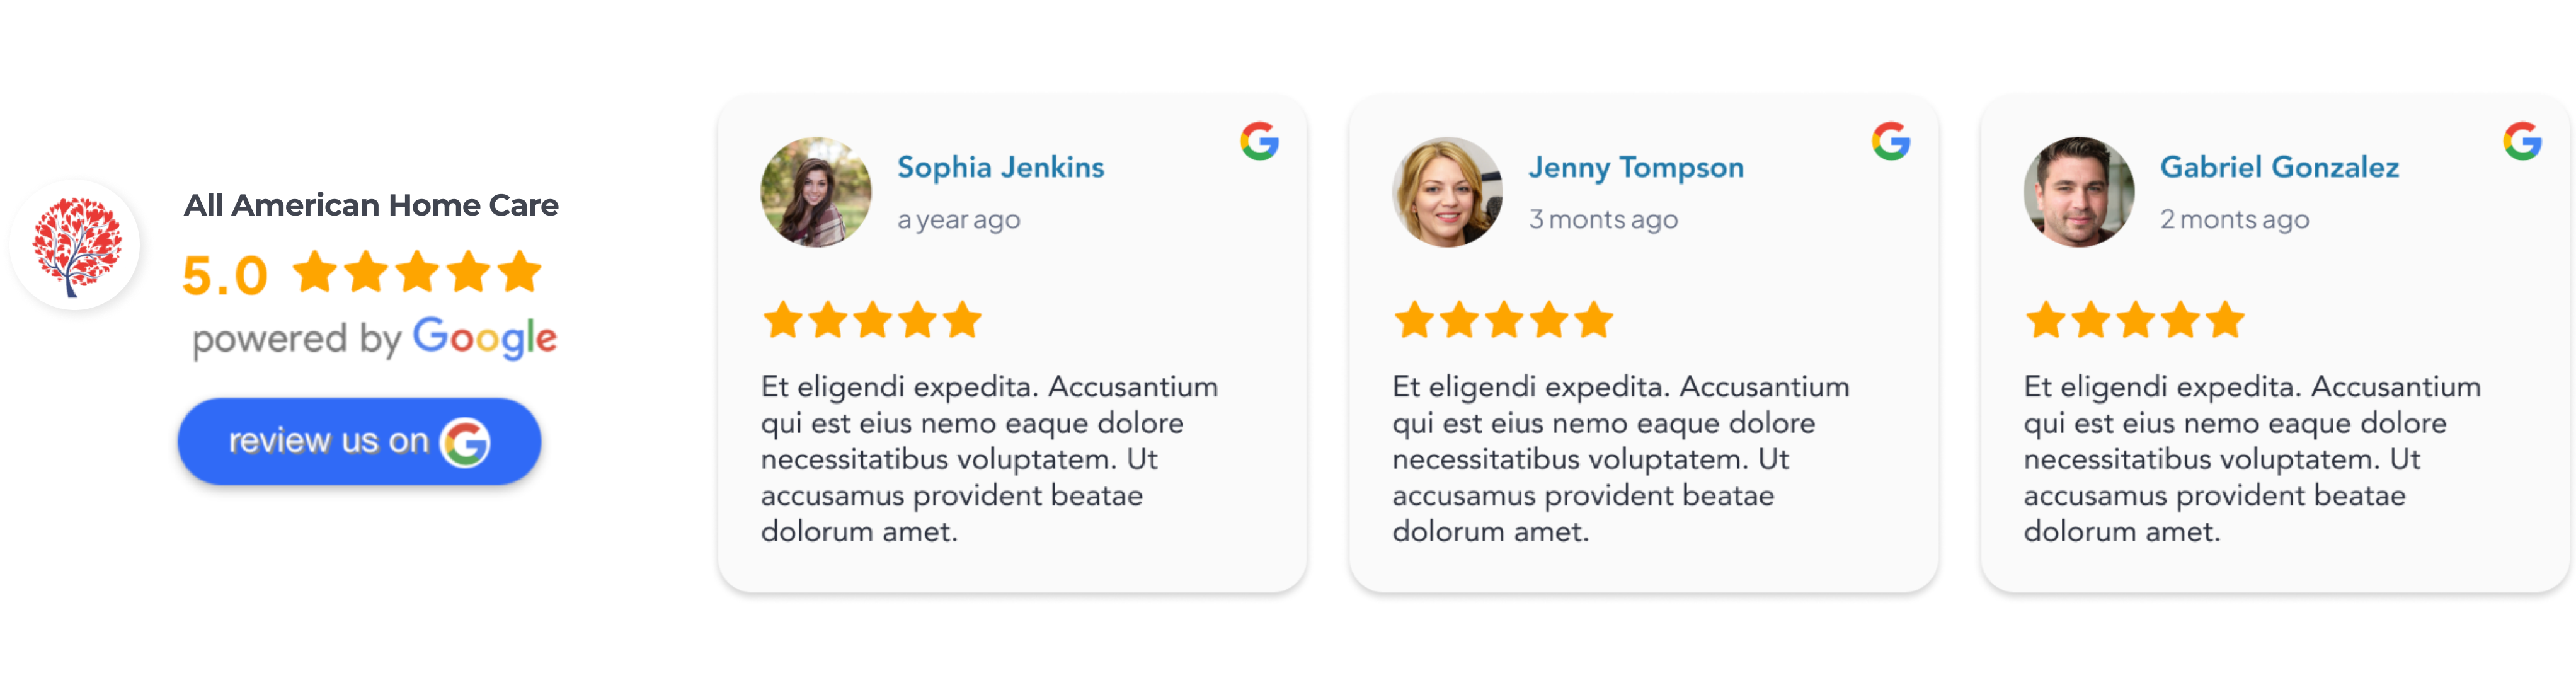 All American Home Care
5.0
powered by Google
review us on G
Sophia Jenkins
a year ago
Et eligendi expedita. Accusantium
qui est eius nemo eaque dolore
necessitatibus voluptatem. Ut
accusamus provident beatae
dolorum amet.
Jenny Tompson
3 monts ago
Et eligendi expedita. Accusantium
qui est eius nemo eaque dolore
necessitatibus voluptatem. Ut
accusamus provident beatae
dolorum amet.
Gabriel Gonzalez
2 monts ago
Et eligendi expedita. Accusantium
qui est eius nemo eaque dolore
necessitatibus voluptatem. Ut
accusamus provident beatae
dolorum amet.